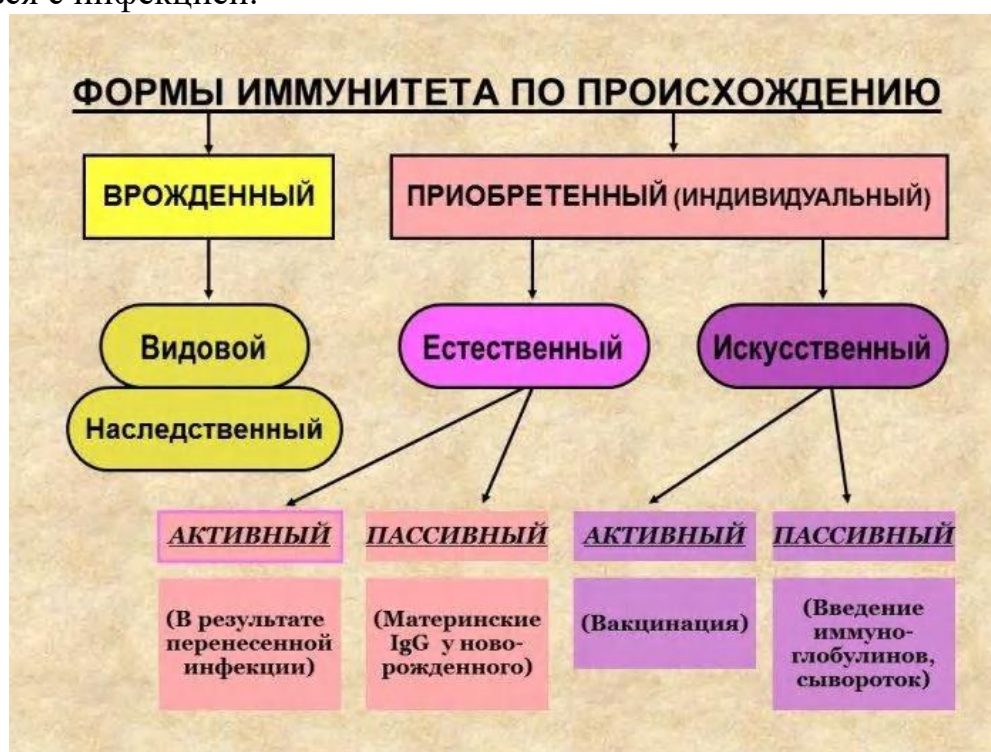 ФОРМЫ ИММУНИТЕТА ПО ПРОИСХОЖДЕНИЮ
ВРОЖДЕННЫЙ
ПРИОБРЕТЕННЫЙ (ИНДИВИДУАЛЬНЫЙ)
Видовой
Наследственный
Естественный
Искусственный
АКТИВНЫЙ
(В результате
перенесенной
инфекции)
ПАССИВНЫЙ
(Материнские
IgG у ново-
рожденного)
АКТИВНЫЙ
(Вакцинация)
ПАССИВНЫЙ
(Введение
иммуно-
глобулинов,
сывороток)